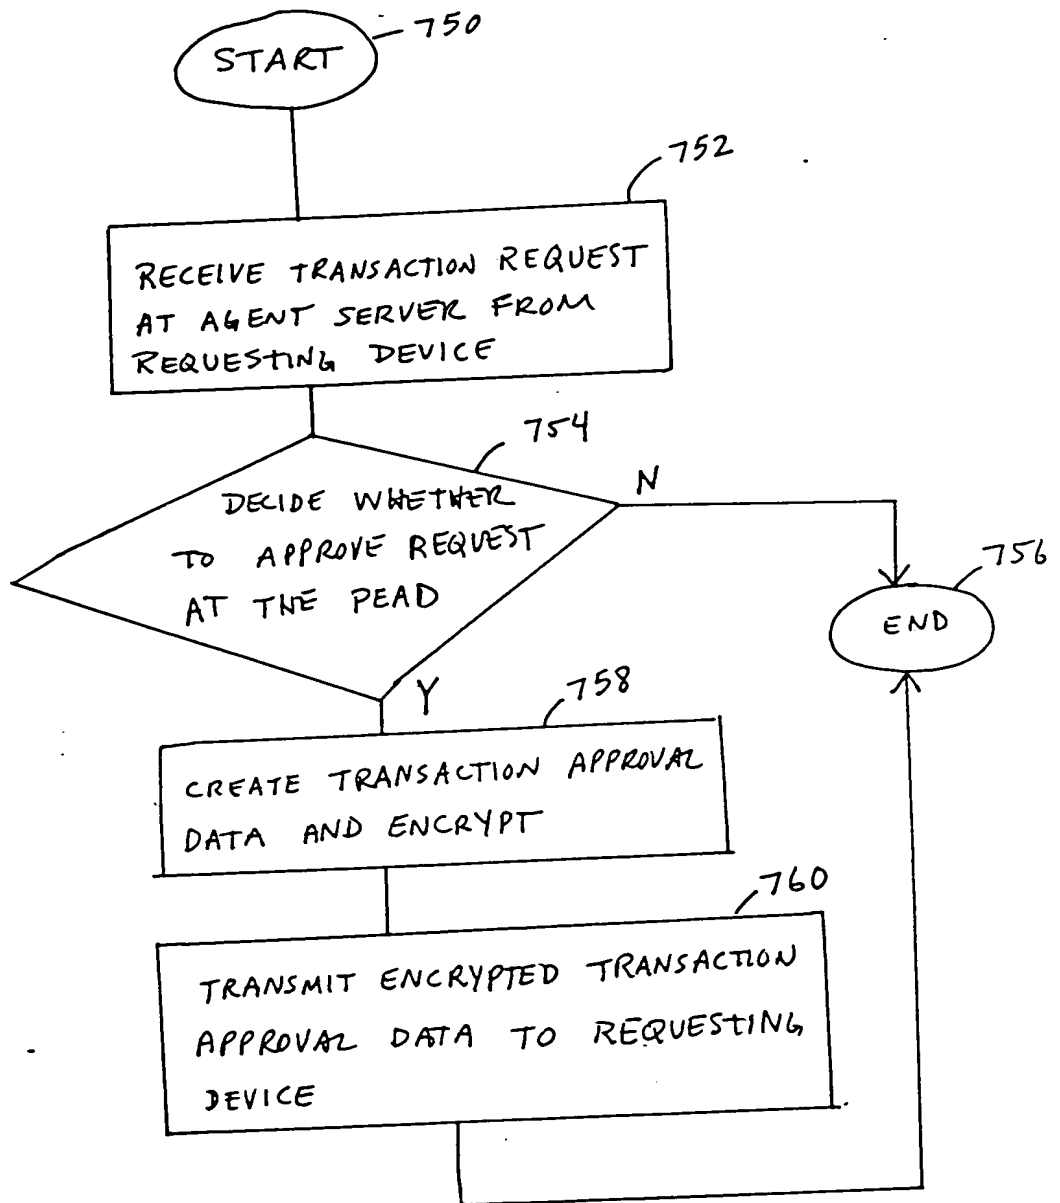 START
750
752
RECEIVE TRANSACTION REQUEST
AT AGENT SERVER FROM
REQUESTING DEVICE
754
DECIDE WHETHER
TO APPROVE REQUEST
AT THE PEAD
N
756
END
Y
758
CREATE TRANSACTION APPROVAL
DATA AND ENCRYPT
760
TRANSMIT ENCRYPTED TRANSACTION
APPROVAL DATA TO REQUESTING
DEVICE